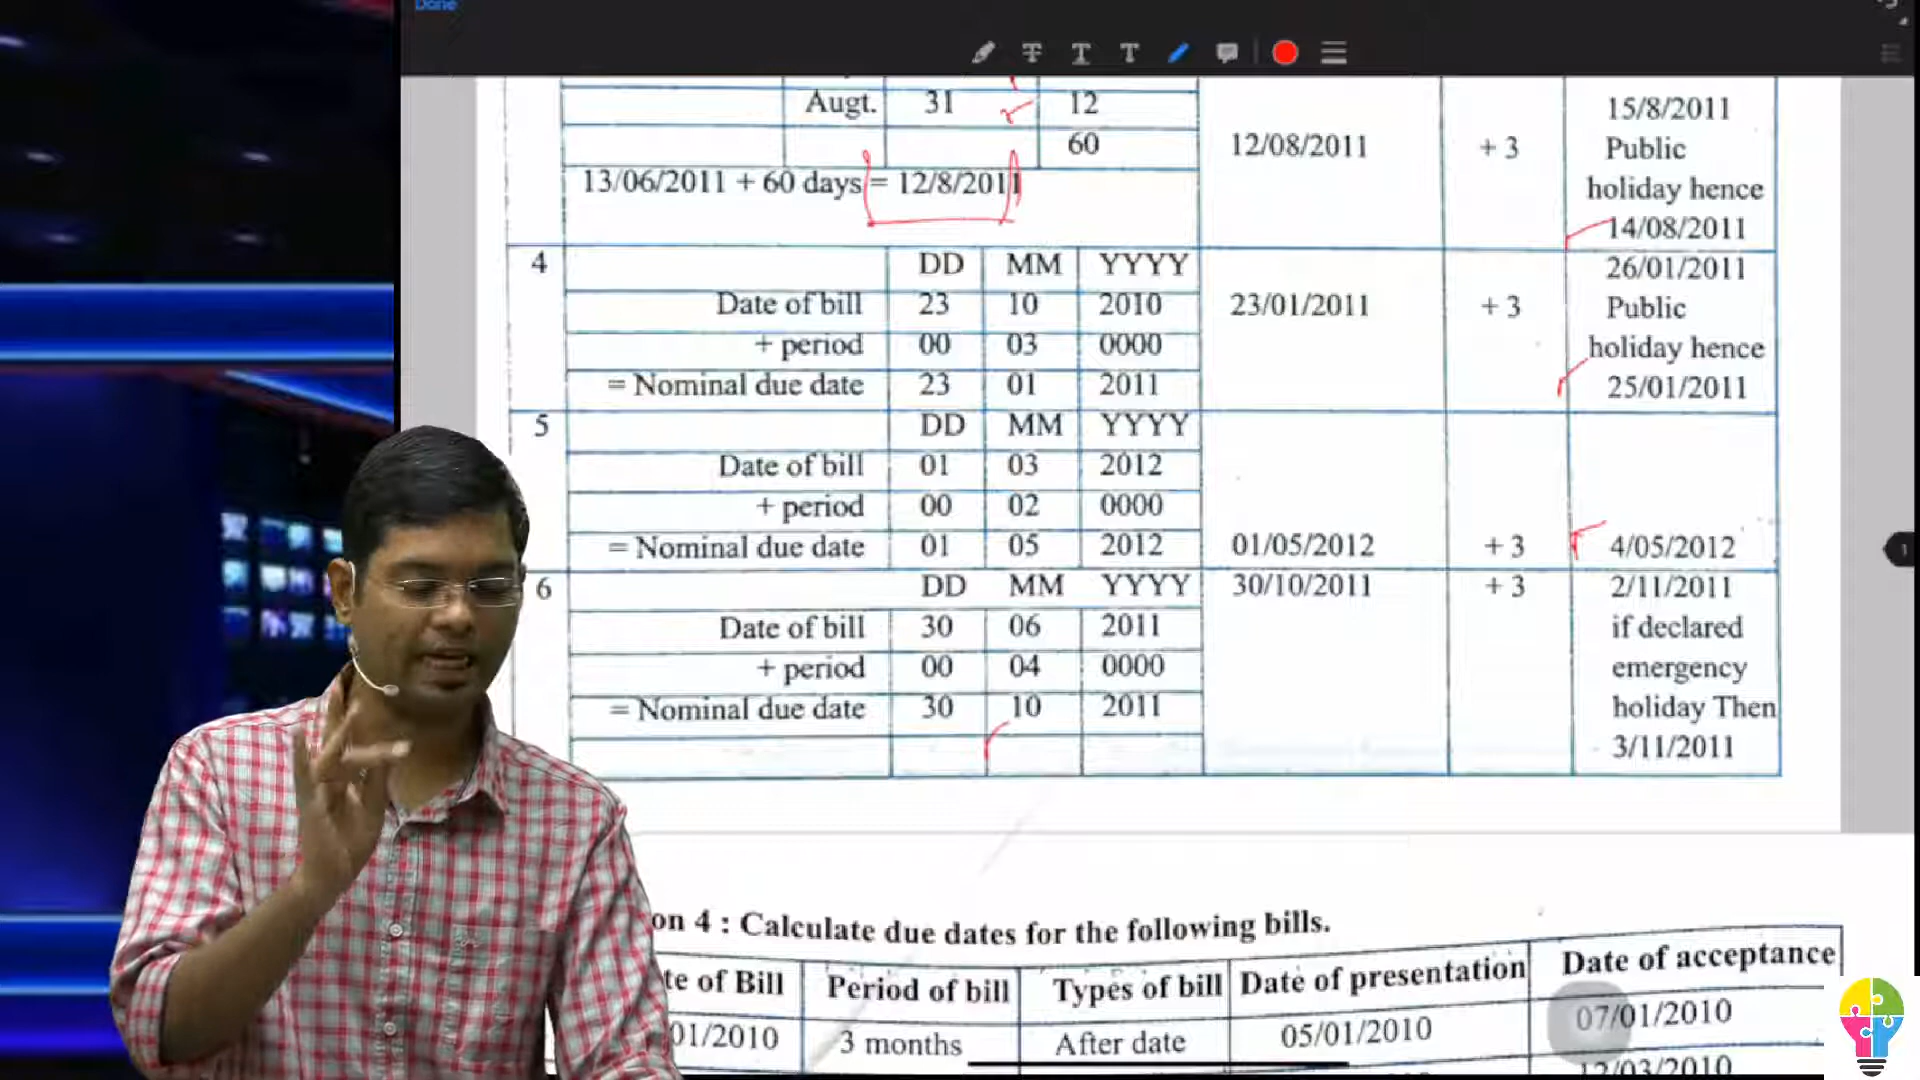 Done
T T T
Augt. 31 12
60
12/08/2011 + 3
15/8/2011
Public
holiday hence
14/08/2011
13/06/2011 + 60 days = 12/8/2011
4 DD MM YYYY
Date of bill 23 10 2010
+ period 00 03 0000
= Nominal due date 23 01 2011
23/01/2011 + 3
26/01/2011
Public
holiday hence
25/01/2011
5 DD MM YYYY
Date of bill 01 03 2012
+ period 00 02 0000
= Nominal due date 01 05 2012 01/05/2012 + 3 4/05/2012
6 DD MM YYYY 30/10/2011 + 3 2/11/2011
Date of bill 30 06 2011 if declared
+ period 00 04 0000 emergency
= Nominal due date 30 10 2011 holiday Then
3/11/2011
on 4 : Calculate due dates for the following bills.
te of Bill Period of bill Types of bill Date of presentation Date of acceptance
01/2010 3 months After date 05/01/2010 07/01/2010
12/03/2010